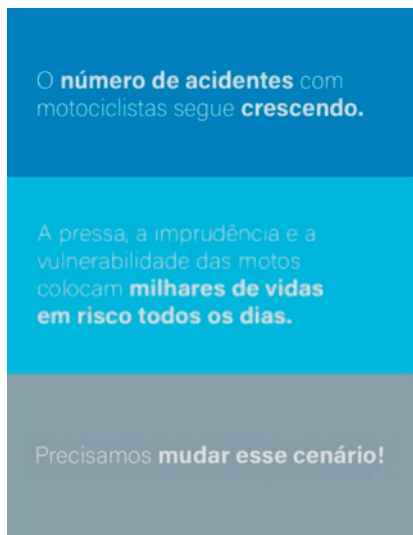 O número de acidentes com
motociclistas segue crescendo.
A pressa, a imprudência e a
vulnerabilidade das motos
colocam milhares de vidas
em risco todos os dias.
Precisamos mudar esse cenário!